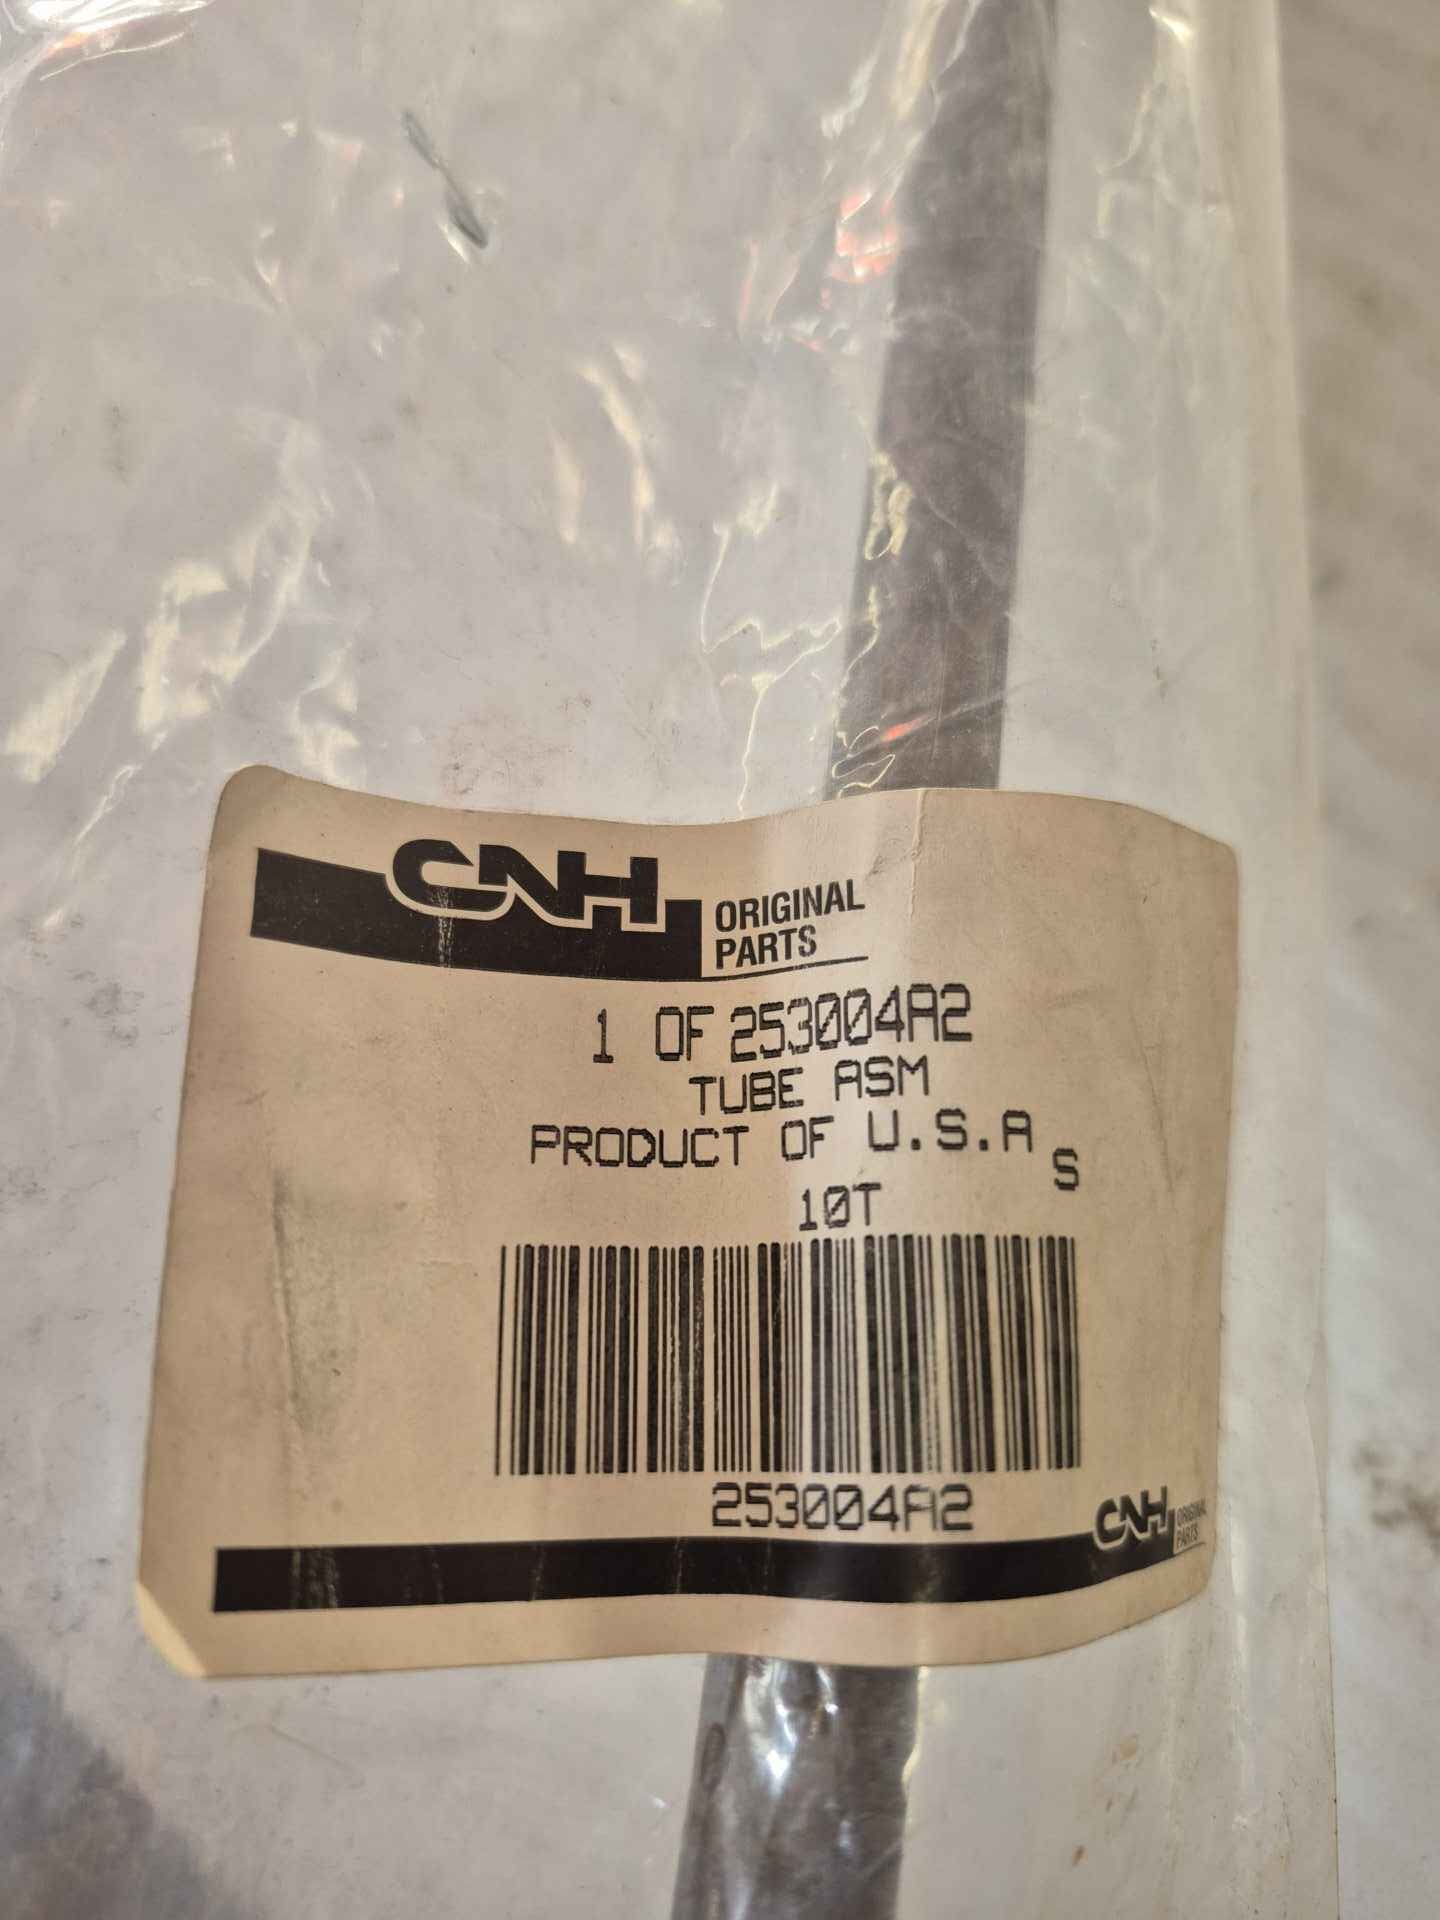 CNH ORIGINAL
PARTS
1 OF 253004A2
TUBE ASM
PRODUCT OF U.S.A
S
10T
253004A2
CNH ORIGINAL
PARTS